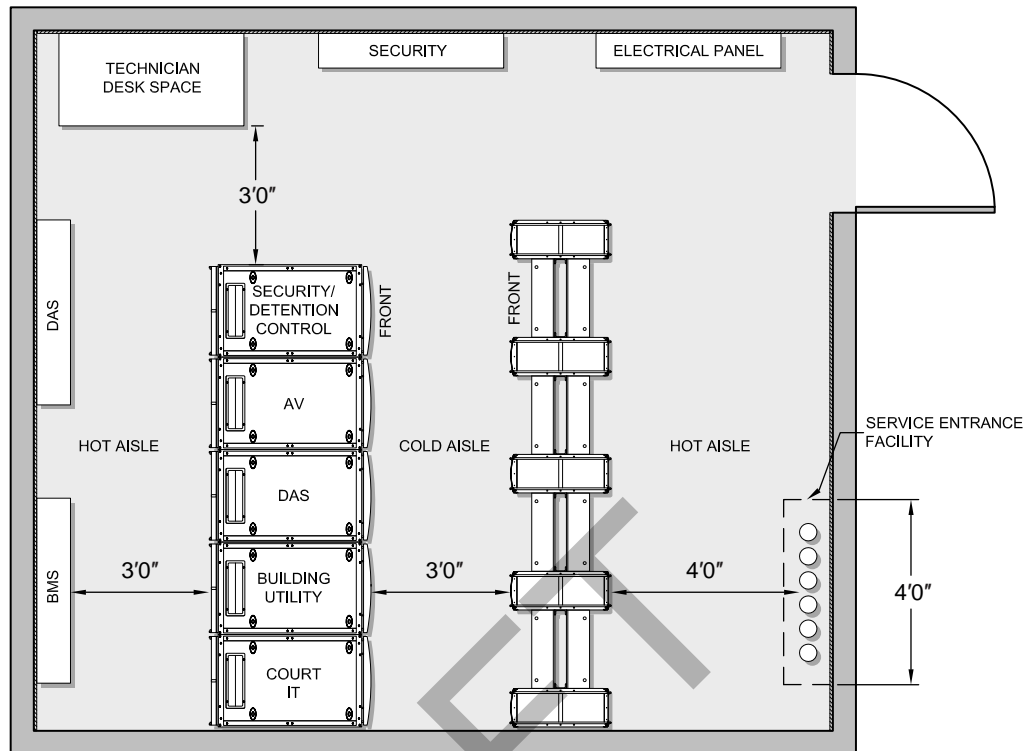 TECHNICIAN
DESK SPACE
SECURITY
ELECTRICAL PANEL
3'0"
DAS
SECURITY/
DETENTION
CONTROL
FRONT
FRONT
AV
HOT AISLE
COLD AISLE
HOT AISLE
SERVICE ENTRANCE
FACILITY
DAS
BMS
3'0"
BUILDING
UTILITY
3'0"
4'0"
4'0"
COURT
IT
CT